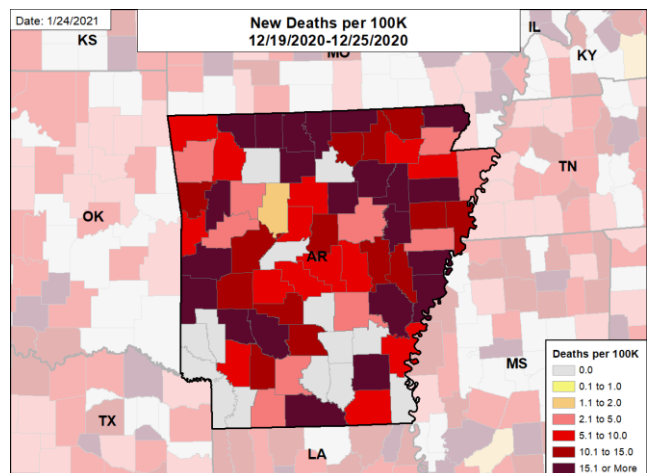 Date: 1/24/2021
New Deaths per 100K
12/19/2020-12/25/2020
KS
MO
IL
KY
TN
OK
AR
MS
TX
LA
Deaths per 100K
0.0
0.1 to 1.0
1.1 to 2.0
2.1 to 5.0
5.1 to 10.0
10.1 to 15.0
15.1 or More